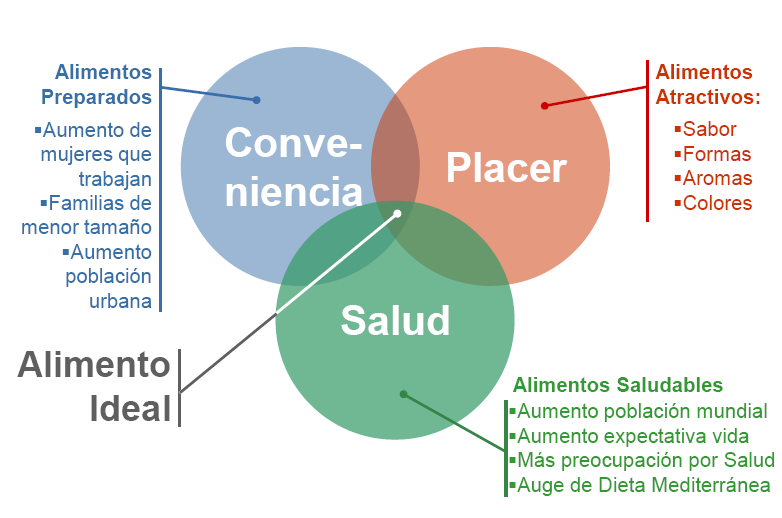 Alimentos
Preparados
▪Aumento de
mujeres que
trabajan
▪Familias de
menor tamaño
▪Aumento
población
urbana
Conve-
niencia
Placer
Alimentos
Atractivos:
▪Sabor
▪Formas
▪Aromas
▪Colores
Salud
Alimento
Ideal
Alimentos Saludables
▪Aumento población mundial
▪Aumento expectativa vida
▪Más preocupación por Salud
▪Auge de Dieta Mediterránea